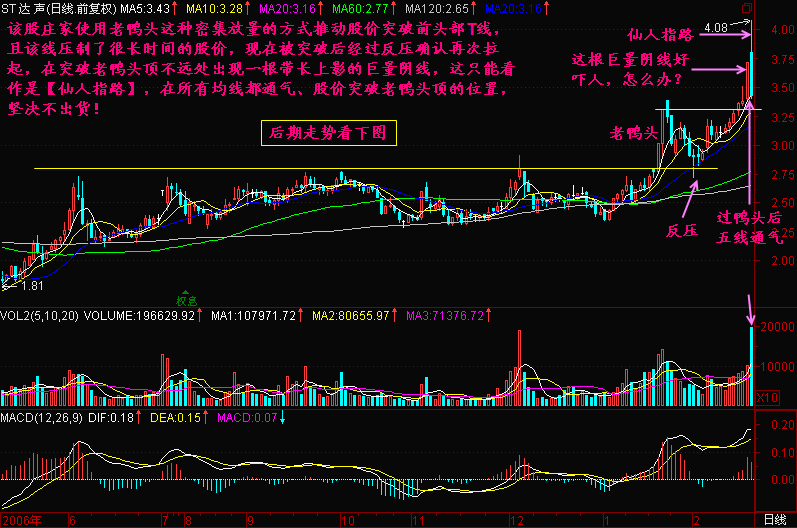 ST达 声(日线,前复权) MA5:3.43↑ MA10:3.28↑ MA20:3.16↑ MA60:2.77↑ MA120:2.65↑ MA20:3.16↑
该股庄家使用老鸭头这种密集放量的方式推动股价突破前头部T线,
且该线压制了很长时间的股价，现在被突破后经过反压确认再次拉
起，在突破老鸭头顶不远处出现一根带长上影的巨量阴线，这只能看
作是【仙人指路】，在所有均线都通气、股价突破老鸭头顶的位置，
坚决不出货！
4.08
仙人指路
这根巨量阴线好
吓人，怎么办？
后期走势看下图
老鸭头
反压
过鸭头后
五线通气
1.81
权息
4.00
3.75
3.50
3.25
3.00
2.75
2.50
2.25
2.00
VOL2(5,10,20) VOLUME:196629.92↑ MA1:107971.72↑ MA2:80655.97↑ MA3:71376.72↑
20000
10000
X10
MACD(12,26,9) DIF:0.18↑ DEA:0.15↑ MACD:0.07↓
0.20
0.10
0.00
2006年 6 7 8 9 10 11 12 1 2 日线